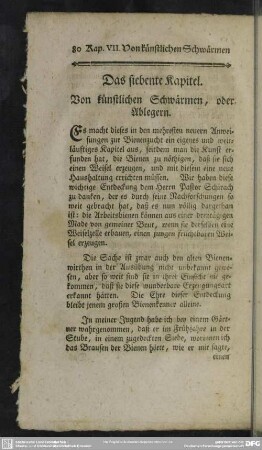 80 Kap. VII. Von künstlichen Schwärmen
Das siebente Kapitel.
Von künstlichen Schwärmen, oder
Ablegern.
Es macht dieses in den mehresten neuern Anwei-
sungen zur Bienenzucht ein eigenes und weit-
läuftiges Kapitel aus, seitdem man die Kunst er-
funden hat, die Bienen zu nöthigen, daß sie sich
einen Weisel erzeugen, und mit diesem eine neue
Haushaltung errichten müssen. Wir haben diese
wichtige Entdeckung dem Herrn Pastor Schirach
zu danken, der es durch seine Nachforschungen so
weit gebracht hat, daß es nun völlig dargethan
ist: die Arbeitsbienen können aus einer dreytägigen
Made von gemeiner Brut, wenn sie derselben eine
Weiselzelle erbauen, einen jungen fruchtbaren Wei-
sel erzeugen.
Die Sache ist zwar auch den alten Bienen-
wirthen in der Ausübung nicht unbekannt gewe-
sen, aber so weit sind sie in ihrer Einsicht nie ge-
kommen, daß sie diese wunderbare Erzeugungsart
erkannt hätten. Die Ehre dieser Entdeckung
bleibt jenem großen Bienenkenner alleine.
In meiner Jugend habe ich bey einem Gärt-
ner wahrgenommen, daß er im Frühjahre in der
Stube, in einem zugedeckten Siebe, worinnen ich
das Brausen der Bienen hörte, wie er mir sagte,
einen